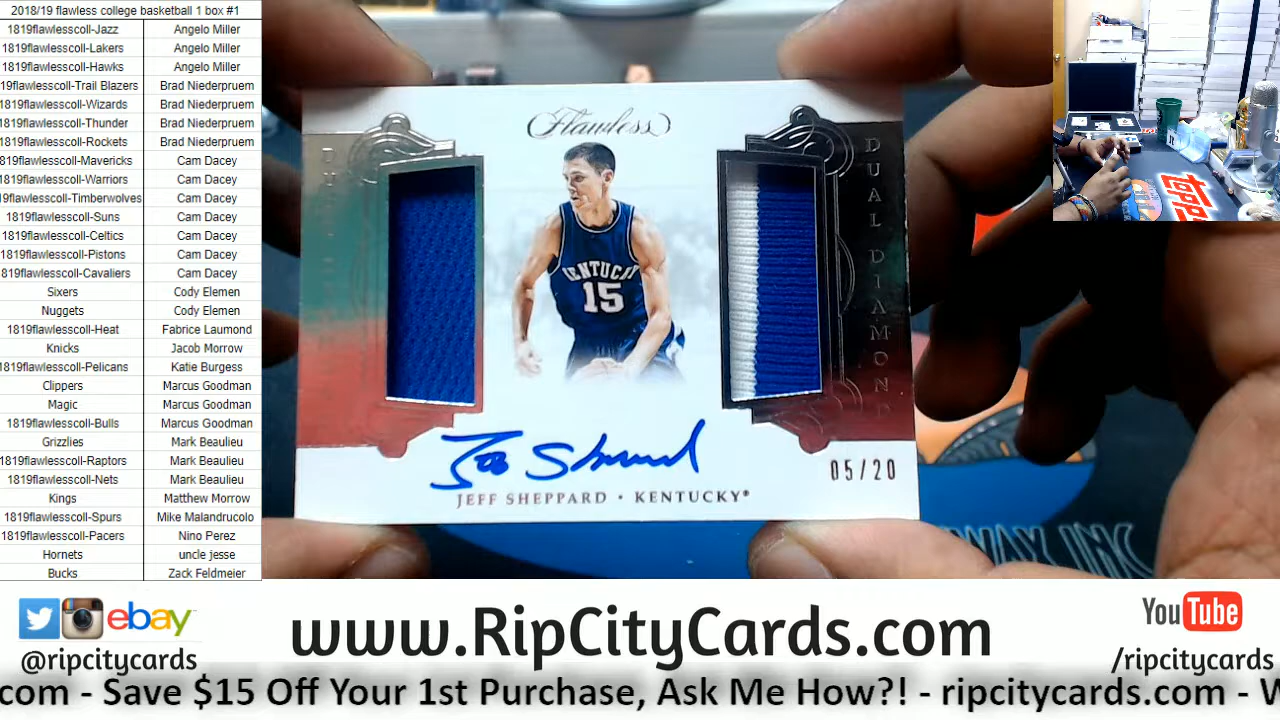 2018/19 flawless college basketball 1 box #1
1819flawlesscoll-Jazz Angelo Miller
1819flawlesscoll-Lakers Angelo Miller
1819flawlesscoll-Hawks Angelo Miller
19flawlesscoll-Trail Blazers Brad Niederpruem
1819flawlesscoll-Wizards Brad Niederpruem
1819flawlesscoll-Thunder Brad Niederpruem
1819flawlesscoll-Rockets Brad Niederpruem
819flawlesscoll-Mavericks Cam Dacey
1819flawlesscoll-Warriors Cam Dacey
19flawlesscoll-Timberwolves Cam Dacey
1819flawlesscoll-Suns Cam Dacey
1819flawlesscoll-Celtics Cam Dacey
1819flawlesscoll-Pistons Cam Dacey
819flawlesscoll-Cavaliers Cam Dacey
Sixers Cody Elemen
Nuggets Cody Elemen
1819flawlesscoll-Heat Fabrice Laumond
Knicks Jacob Morrow
1819flawlesscoll-Pelicans Katie Burgess
Clippers Marcus Goodman
Magic Marcus Goodman
1819flawlesscoll-Bulls Marcus Goodman
Grizzlies Mark Beaulieu
1819flawlesscoll-Raptors Mark Beaulieu
1819flawlesscoll-Nets Mark Beaulieu
Kings Matthew Morrow
1819flawlesscoll-Spurs Mike Malandrucolo
1819flawlesscoll-Pacers Nino Perez
Hornets uncle jesse
Bucks Zack Feldmeier
Flawless
DUAL DIAMOND
KENTUCKY
15
JEFF SHEPPARD • KENTUCKY®
05/20
topps
INC
ebay
@ripcitycards
www.RipCityCards.com
YouTube
/ripcitycards
.com - Save $15 Off Your 1st Purchase, Ask Me How?! - ripcitycards.com - W